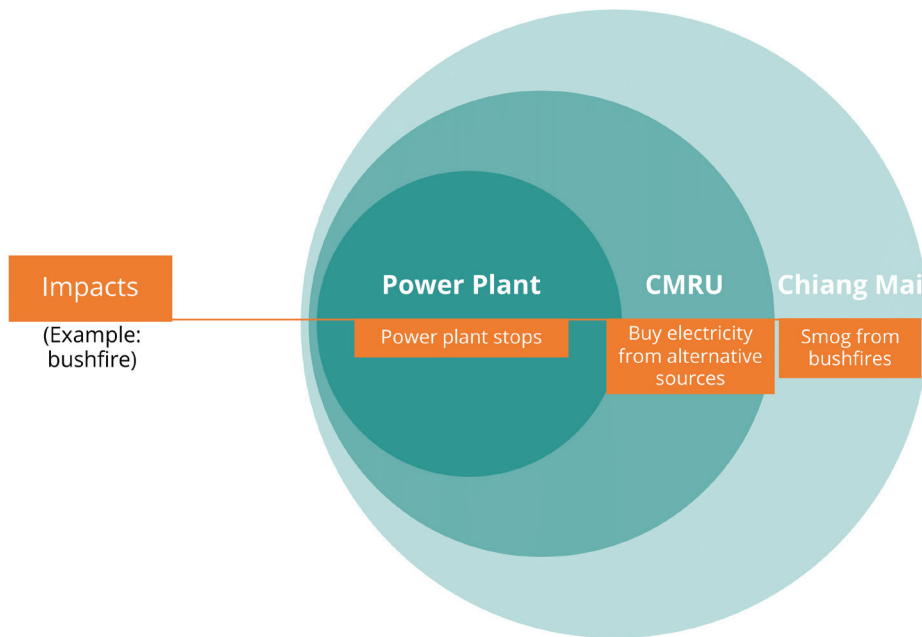 Impacts
(Example:
bushfire)
Power Plant
Power plant stops
CMRU
Buy electricity
from alternative
sources
Chiang Mai
Smog from
bushfires